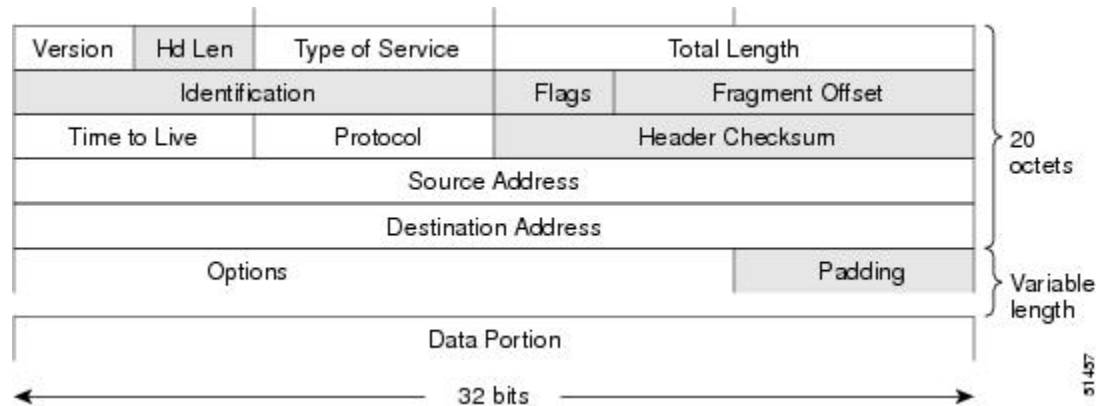 Version Hd Len Type of Service Total Length
Identification Flags Fragment Offset
Time to Live Protocol Header Checksum
20
octets
Source Address
Destination Address
Options Padding
Variable
length
Data Portion
32 bits
51457